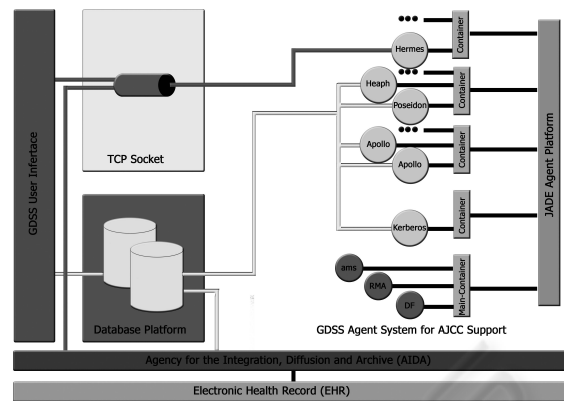 GDSS User Infertace
TCP Socket
Database Platform
Hermes
Heaph
Poseidon
Apollo
Apollo
Kerberos
ams
RMA
DF
Container
Container
Container
Container
Main-Container
JADE Agent Platform
GDSS Agent System for AJCC Support
Agency for the Integration, Diffusion and Archive (AIDA)
Electronic Health Record (EHR)